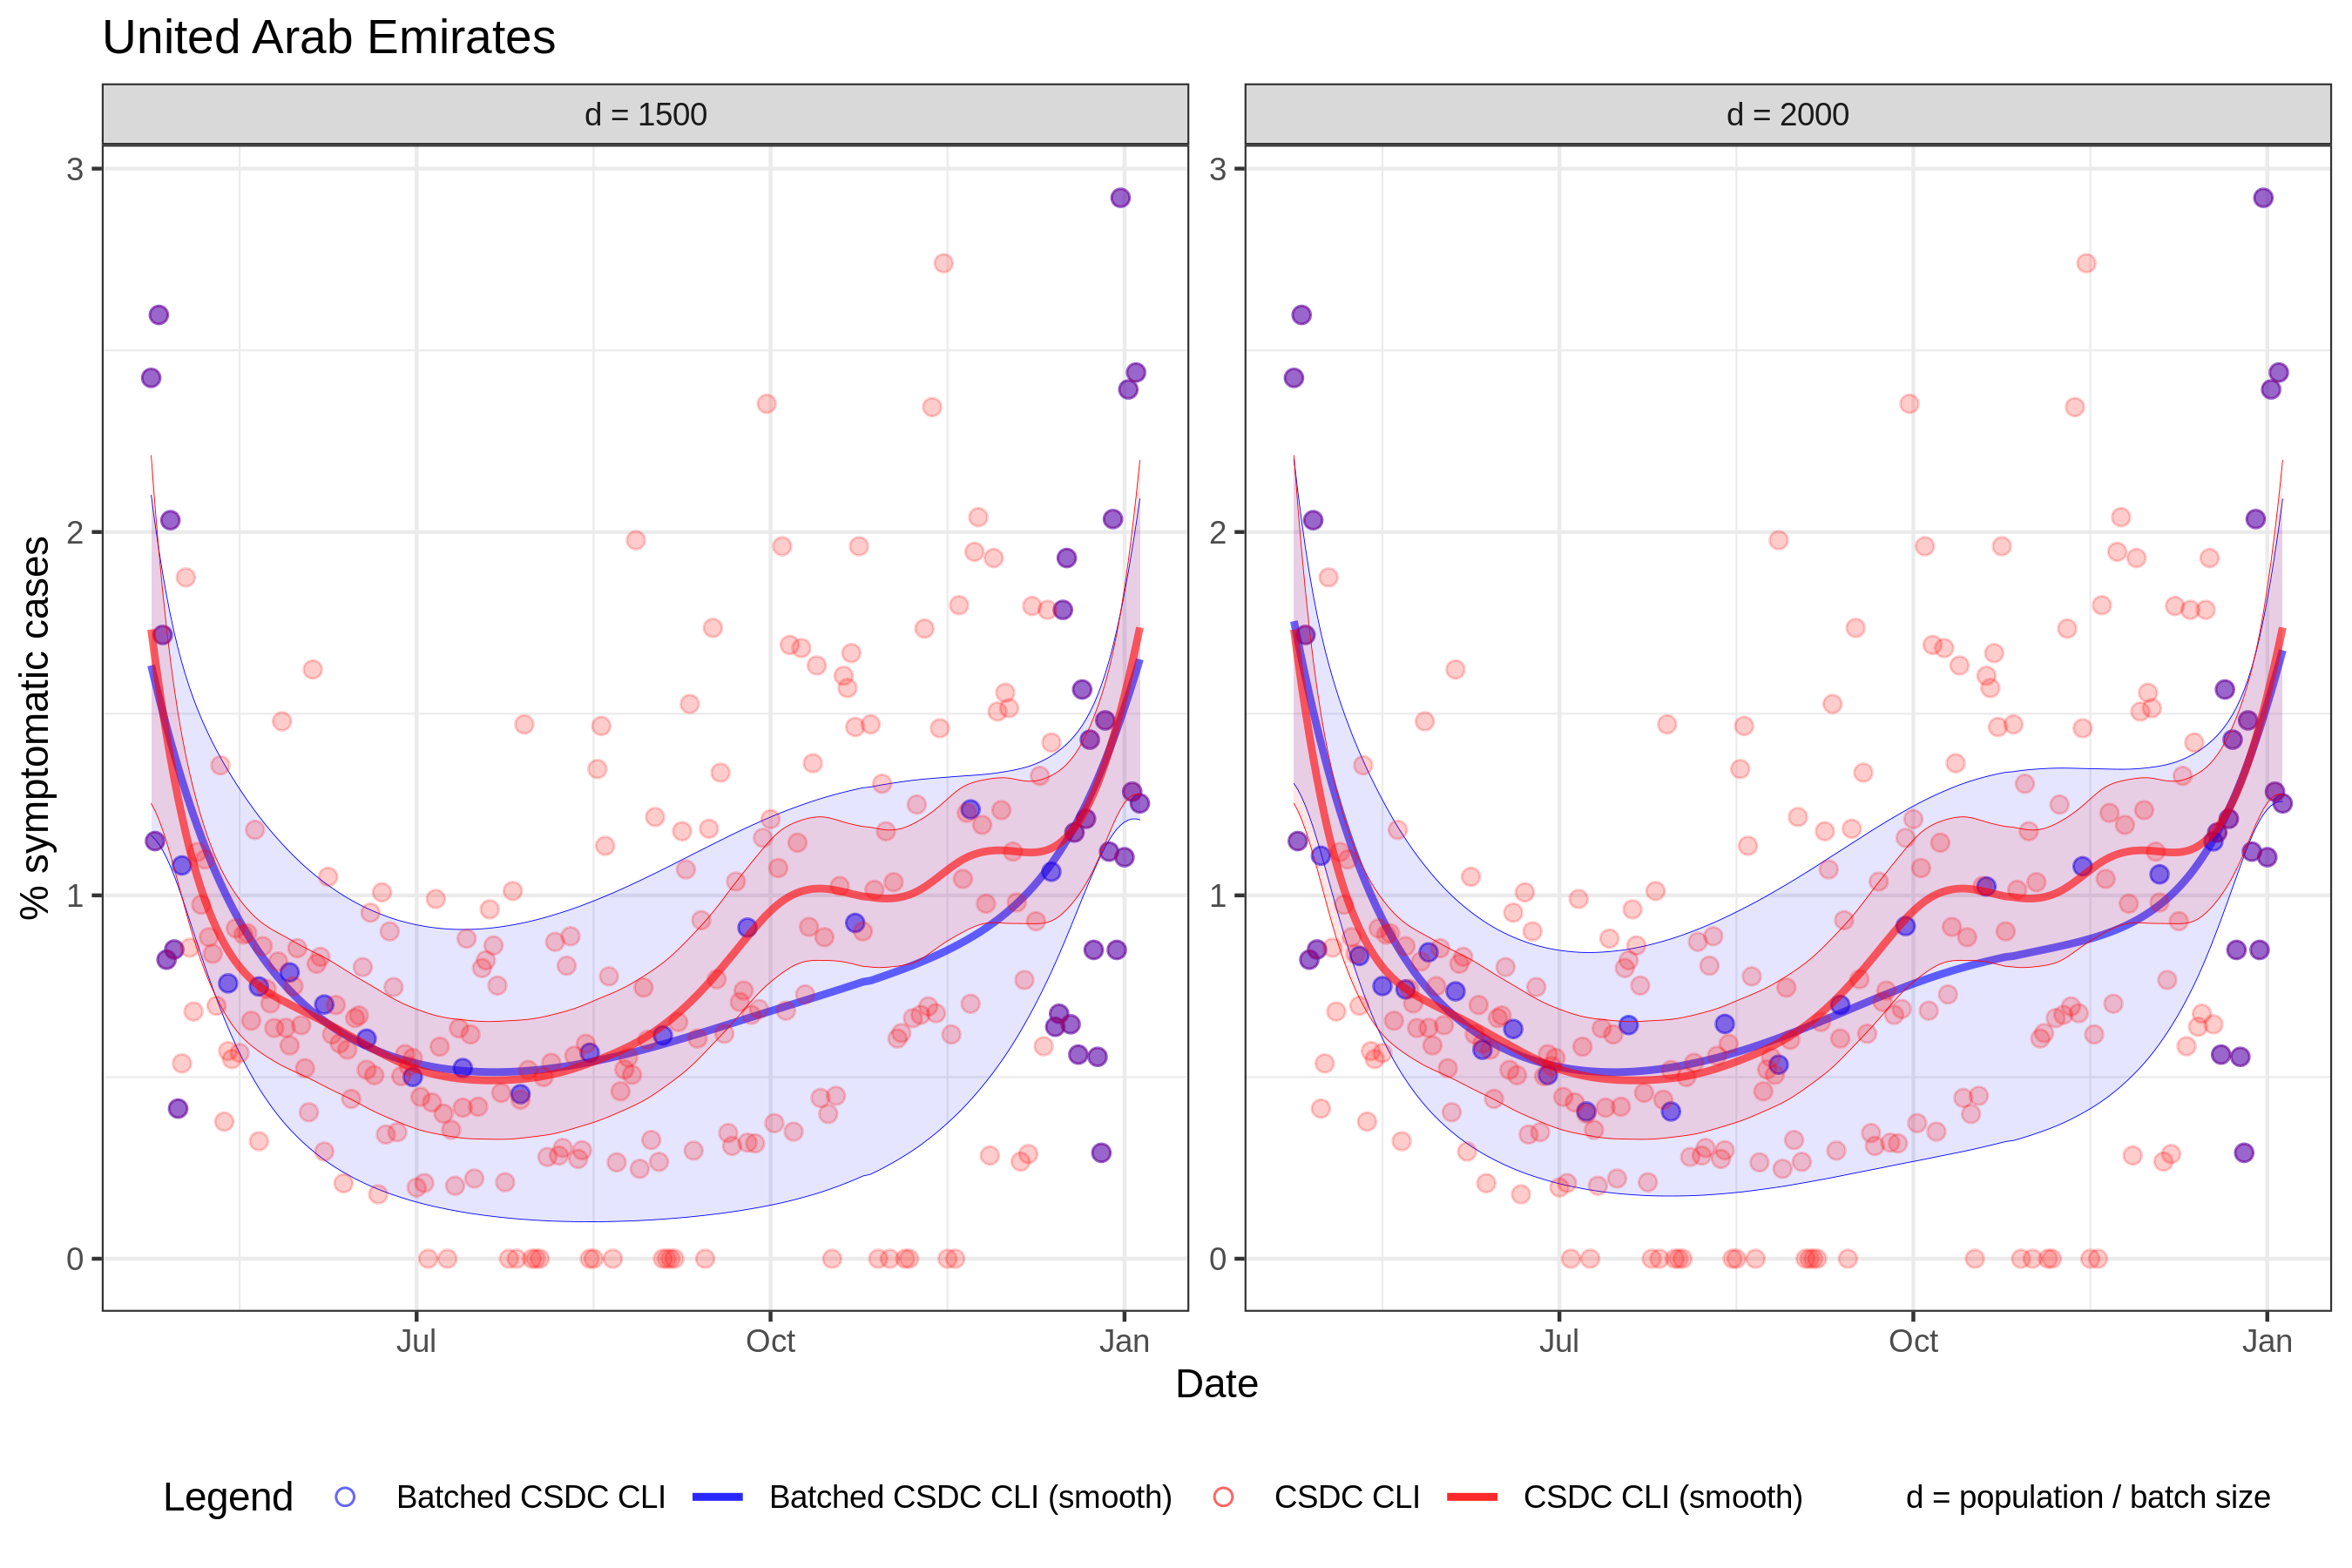 United Arab Emirates
d = 1500
d = 2000
% symptomatic cases
3
2
1
0
3
2
1
0
Jul
Oct
Jan
Jul
Oct
Jan
Date
Legend
Batched CSDC CLI
Batched CSDC CLI (smooth)
CSDC CLI
CSDC CLI (smooth)
d = population / batch size